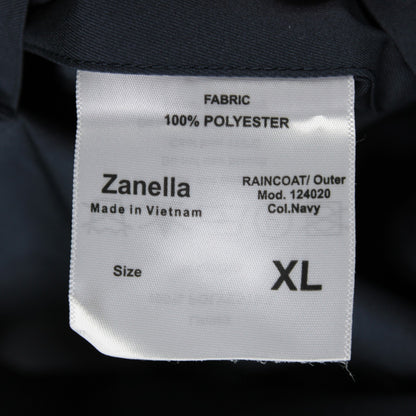 FABRIC
100% POLYESTER
Zanella
Made in Vietnam
RAINCOAT/ Outer
Mod. 124020
Col.Navy
Size
XL